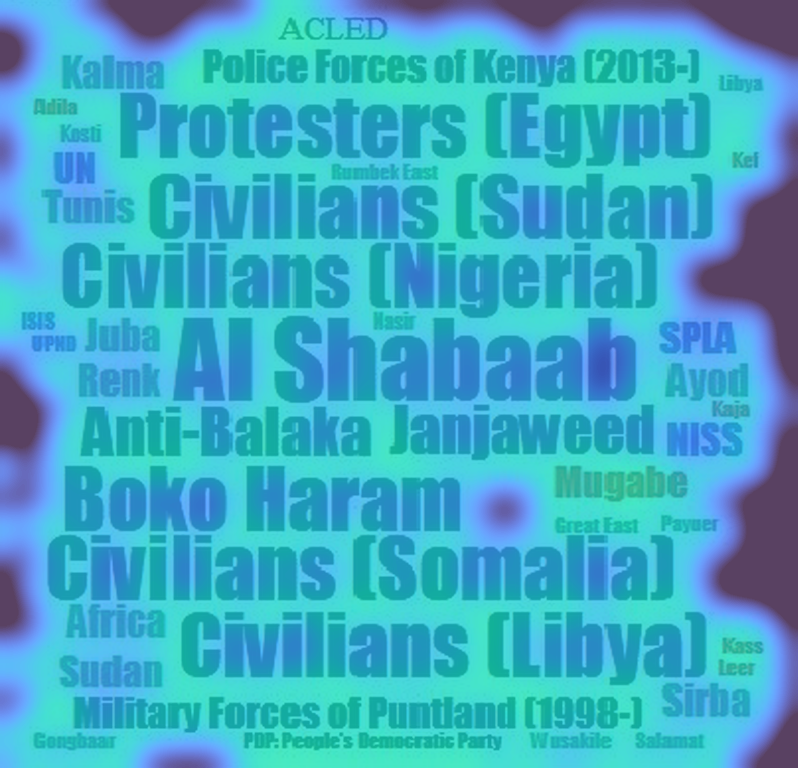 ACLED
Kalma Police Forces of Kenya (2013-) Libya
Adila Protesters (Egypt)
Kosti
UN Rumbek East Kef
Tunis Civilians (Sudan)
Civilians (Nigeria)
ISIS Juba Nasir SPLA
UPND Al Shabaab
Renk Ayod
Kaja
Anti-Balaka Janjaweed NISS
Boko Haram Mugabe
Great East Payuer
Civilians (Somalia)
Africa Civilians (Libya) Kass
Sudan Leer
Military Forces of Puntland (1998-) Sirba
Gongbaar PDP: People's Democratic Party Wusakile Salamat